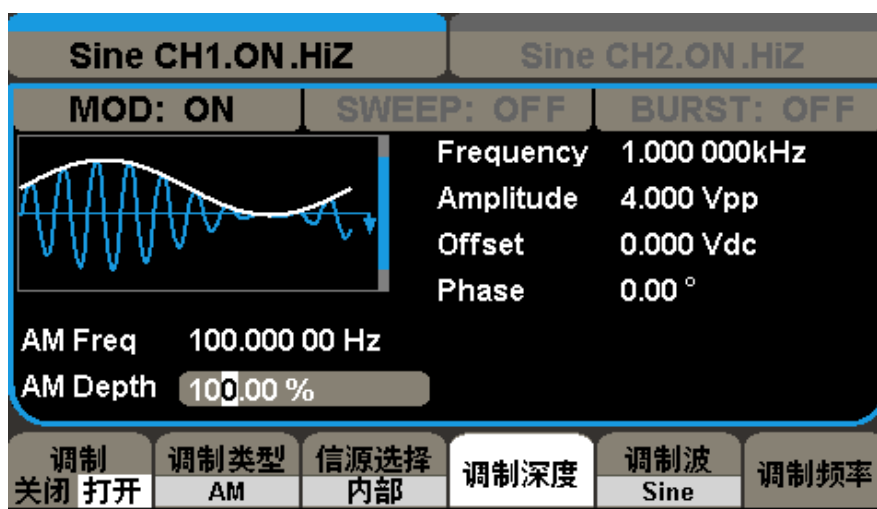 Sine CH1.ON.HiZ
Sine CH2.ON.HiZ
MOD: ON
SWEEP: OFF
BURST: OFF
Frequency 1.000 000kHz
Amplitude 4.000 Vpp
Offset 0.000 Vdc
Phase 0.00 °
AM Freq 100.000 00 Hz
AM Depth 100.00 %
调制
关闭 打开
调制类型
AM
信源选择
内部
调制深度
调制波
Sine
调制频率